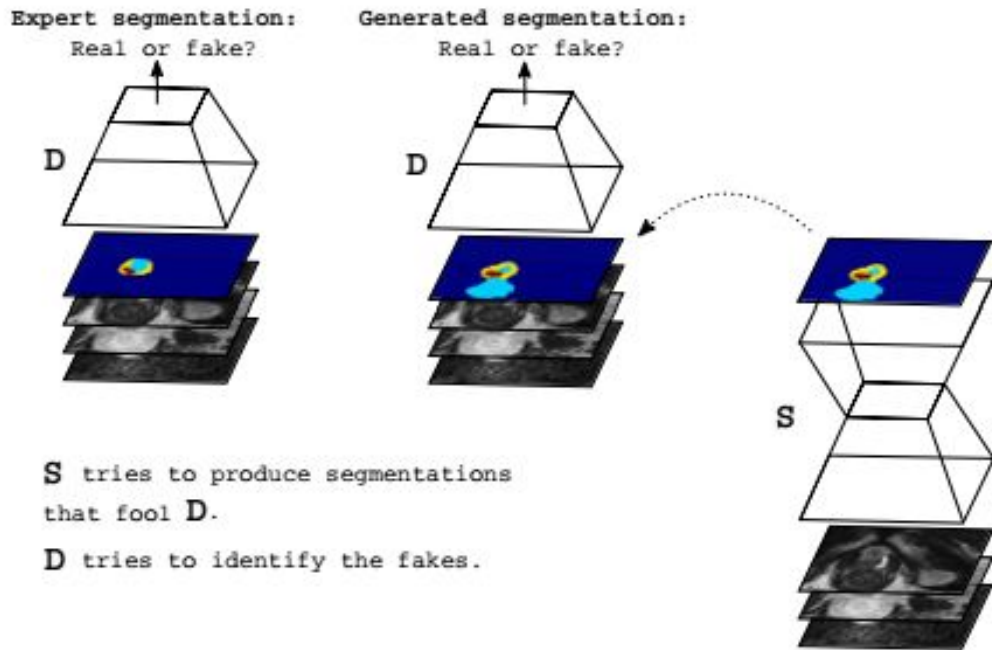 Expert segmentation:
Real or fake?
Generated segmentation:
Real or fake?
D
D
S
S tries to produce segmentations
that fool D.
D tries to identify the fakes.